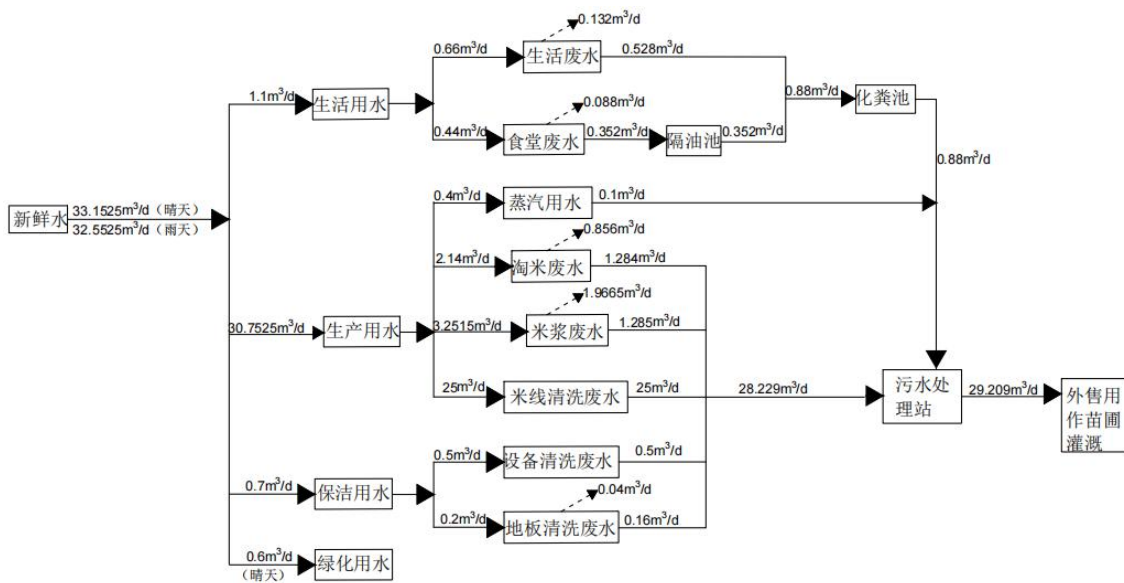 0.132m³/d
0.66m³/d
生活废水
0.528m³/d
1.1m³/d
生活用水
0.88m³/d
化粪池
0.088m³/d
0.44m³/d
食堂废水
0.352m³/d
隔油池
0.352m³/d
0.88m³/d
新鲜水
33.1525m³/d（晴天）
32.5525m³/d（雨天）
0.4m³/d
蒸汽用水
0.1m³/d
0.856m³/d
2.14m³/d
淘米废水
1.284m³/d
1.9665m³/d
30.7525m³/d
生产用水
3.2515m³/d
米浆废水
1.285m³/d
25m³/d
米线清洗废水
25m³/d
28.229m³/d
污水处
理站
29.209m³/d
外售用
作苗圃
灌溉
0.5m³/d
设备清洗废水
0.5m³/d
0.7m³/d
保洁用水
0.04m³/d
0.2m³/d
地板清洗废水
0.16m³/d
0.6m³/d
（晴天）
绿化用水